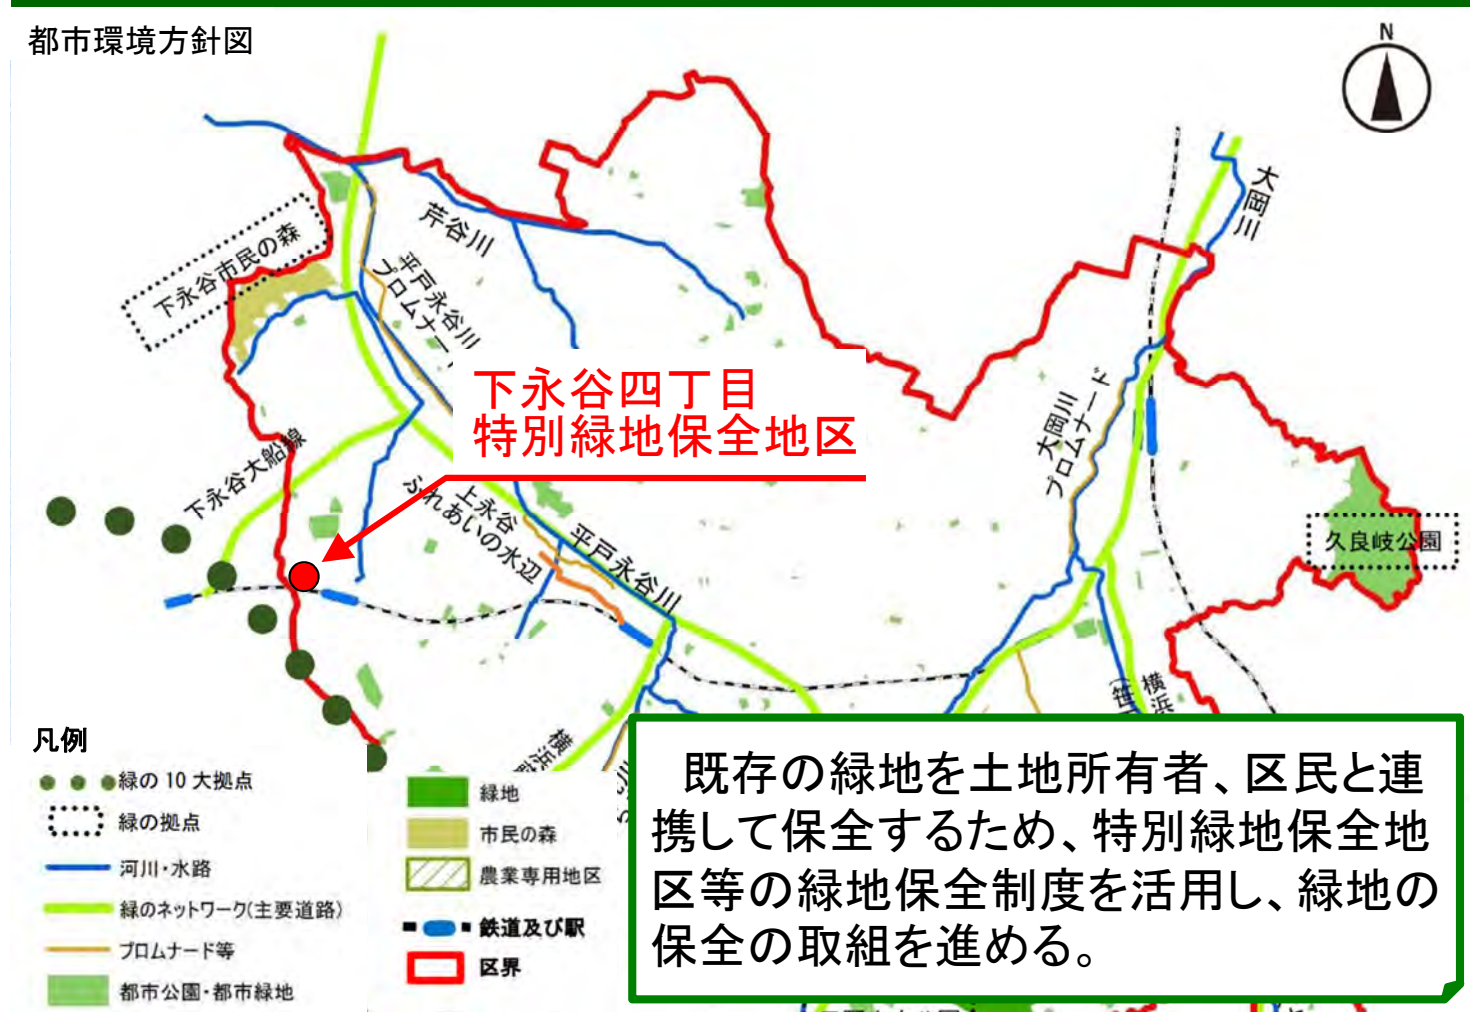 都市環境方針図
N
大岡川
芹谷川
下永谷市民の森
平戸永谷川
プロムナー
下永谷四丁目
特別緑地保全地区
大岡川
プロムナード
下永谷大船線
上永谷
ふれあいの水辺
平戸永谷川
久良岐公園
横浜
(笹
横浜
凡例
緑の10大拠点
緑の拠点
河川・水路
緑のネットワーク(主要道路)
プロムナード等
都市公園・都市緑地
緑地
市民の森
農業専用地区
鉄道及び駅
区界
既存の緑地を土地所有者、区民と連
携して保全するため、特別緑地保全地
区等の緑地保全制度を活用し、緑地の
保全の取組を進める。